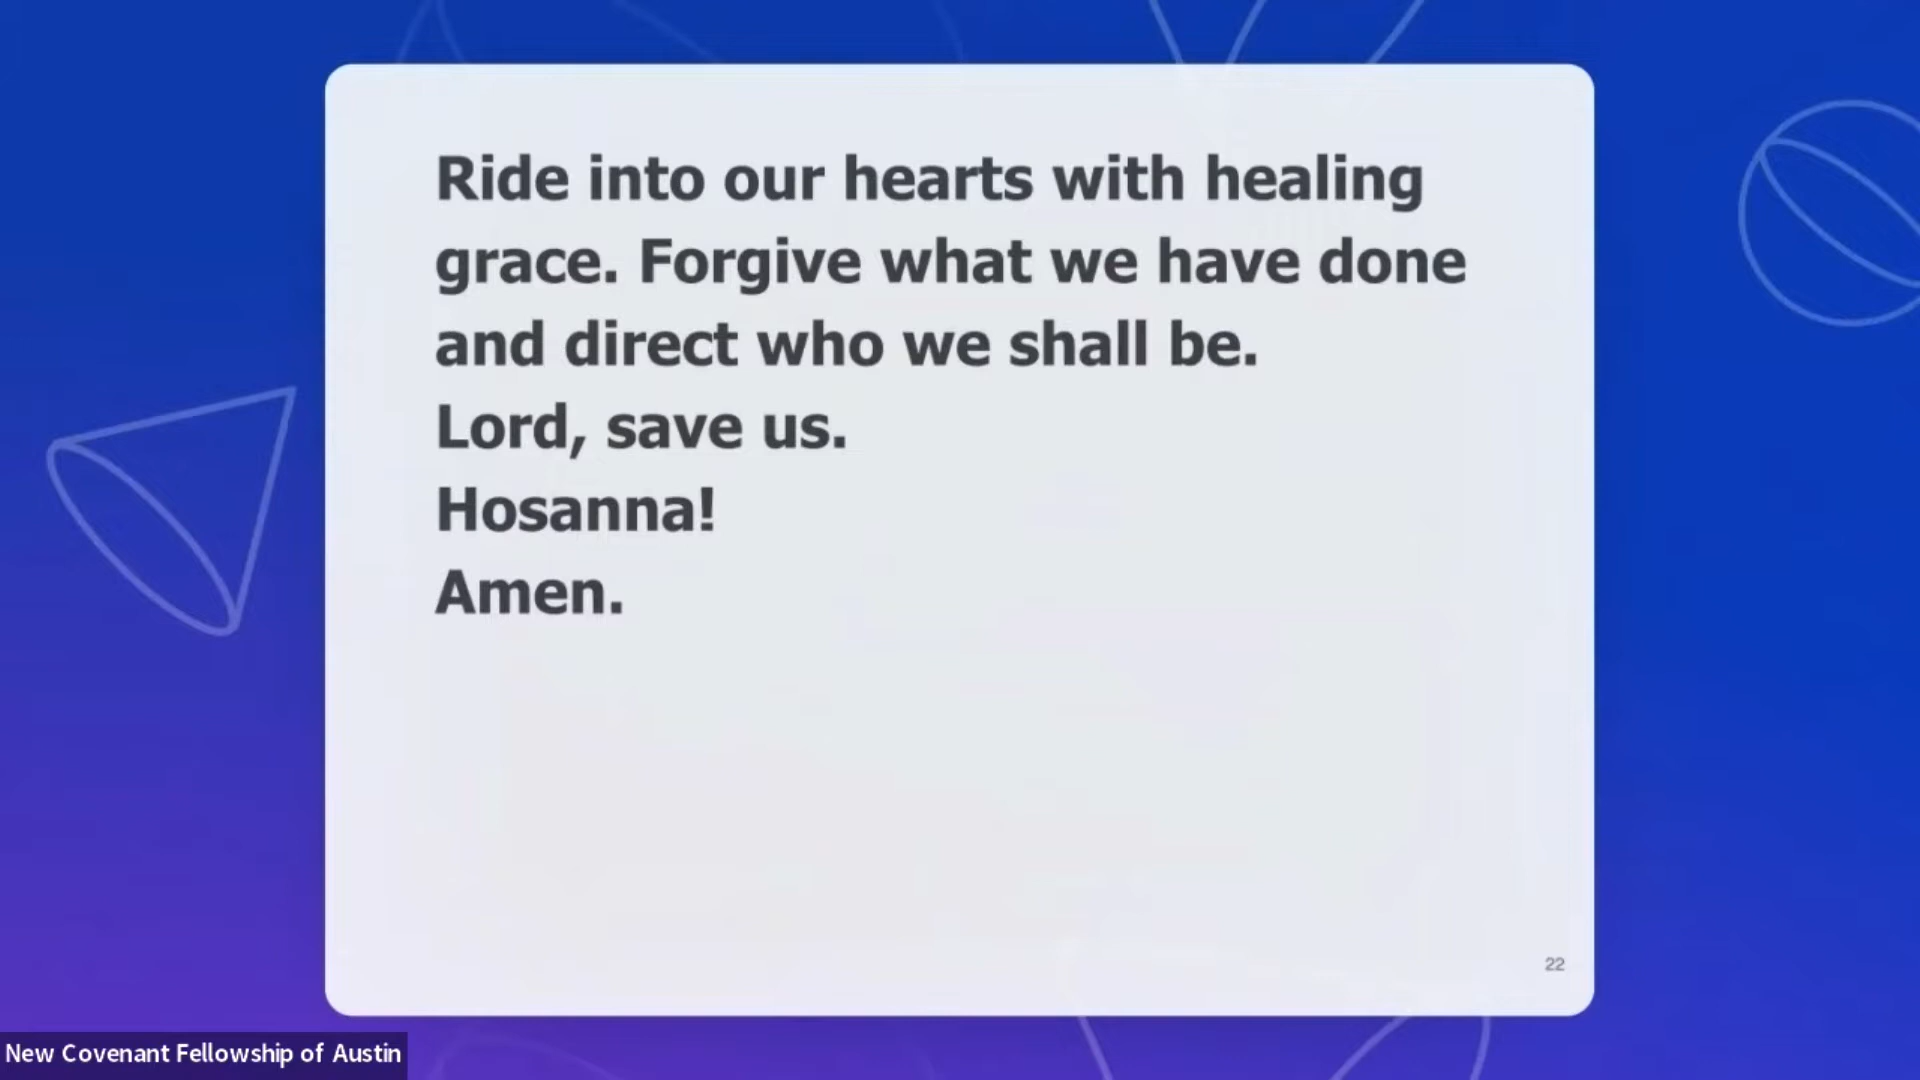 Ride into our hearts with healing
grace. Forgive what we have done
and direct who we shall be.
Lord, save us.
Hosanna!
Amen.
22
New Covenant Fellowship of Austin